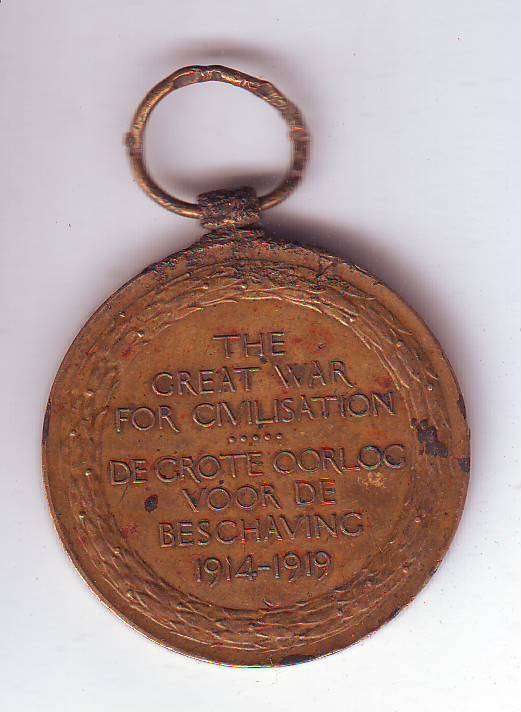 THE
GREAT WAR
FOR CIVILISATION
.....
DE GROTE OORLOG
VOOR DE
BESCHAVING
1914-1919